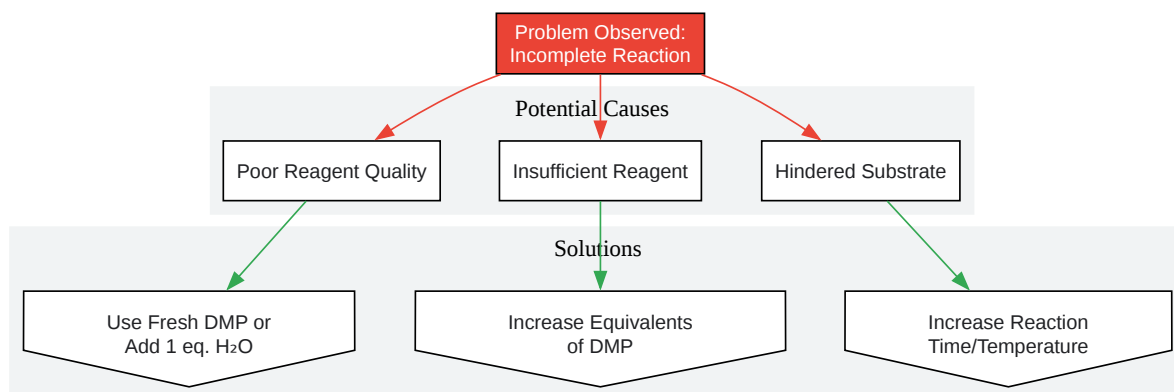 Problem Observed:
Incomplete Reaction
Potential Causes
Poor Reagent Quality
Insufficient Reagent
Hindered Substrate
Solutions
Use Fresh DMP or
Add 1 eq. H₂O
Increase Equivalents
of DMP
Increase Reaction
Time/Temperature